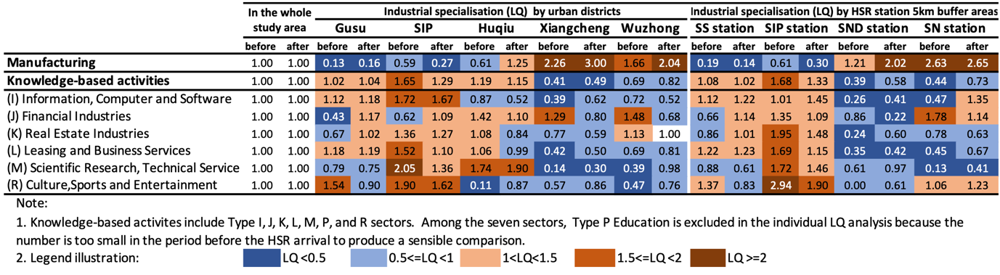 In the whole study area Industrial specialisation (LQ) by urban districts Industrial specialisation (LQ) by HSR station 5km buffer areas
Gusu SIP Huqiu Xiangcheng Wuzhong SS station SIP station SND station SN station
before after before after before after before after before after before after before after before after before after before after
Manufacturing 1.00 1.00 0.13 0.16 0.59 0.27 0.61 1.25 2.26 3.00 1.66 2.04 0.19 0.14 0.61 0.30 1.21 2.02 2.63 2.65
Knowledge-based activities 1.00 1.00 1.02 1.04 1.65 1.29 1.19 1.15 0.41 0.49 0.69 0.82 1.08 1.02 1.68 1.33 0.39 0.58 0.44 0.73
(I) Information, Computer and Software 1.00 1.00 1.12 1.18 1.72 1.67 0.87 0.52 0.39 0.62 0.72 0.52 1.12 1.22 1.01 1.45 0.26 0.41 0.47 1.35
(J) Financial Industries 1.00 1.00 0.43 1.17 0.62 1.09 1.42 1.10 1.29 0.80 1.48 0.68 0.66 1.14 1.35 1.09 0.86 0.22 1.78 1.14
(K) Real Estate Industries 1.00 1.00 0.67 1.02 1.36 1.27 1.08 0.84 0.77 0.59 1.13 1.00 0.86 1.01 1.95 1.48 0.24 0.60 0.78 0.63
(L) Leasing and Business Services 1.00 1.00 1.18 1.19 1.52 1.10 1.06 0.99 0.42 0.50 0.69 0.81 1.22 1.23 1.69 1.15 0.35 0.42 0.45 0.67
(M) Scientific Research, Technical Service 1.00 1.00 0.79 0.75 2.05 1.36 1.74 1.90 0.14 0.30 0.39 0.98 0.88 0.61 1.72 1.46 0.61 0.97 0.13 0.41
(R) Culture,Sports and Entertainment 1.00 1.00 1.54 0.90 1.90 1.62 0.11 0.87 0.57 0.86 0.47 0.76 1.37 0.83 2.94 1.90 0.00 0.61 1.06 1.23
Note:
1. Knowledge-based activites include Type I, J, K, L, M, P, and R sectors. Among the seven sectors, Type P Education is excluded in the individual LQ analysis because the
number is too small in the period before the HSR arrival to produce a sensible comparison.
2. Legend illustration: LQ <0.5 0.5<=LQ <1 1<LQ<1.5 1.5<=LQ <2 LQ >=2